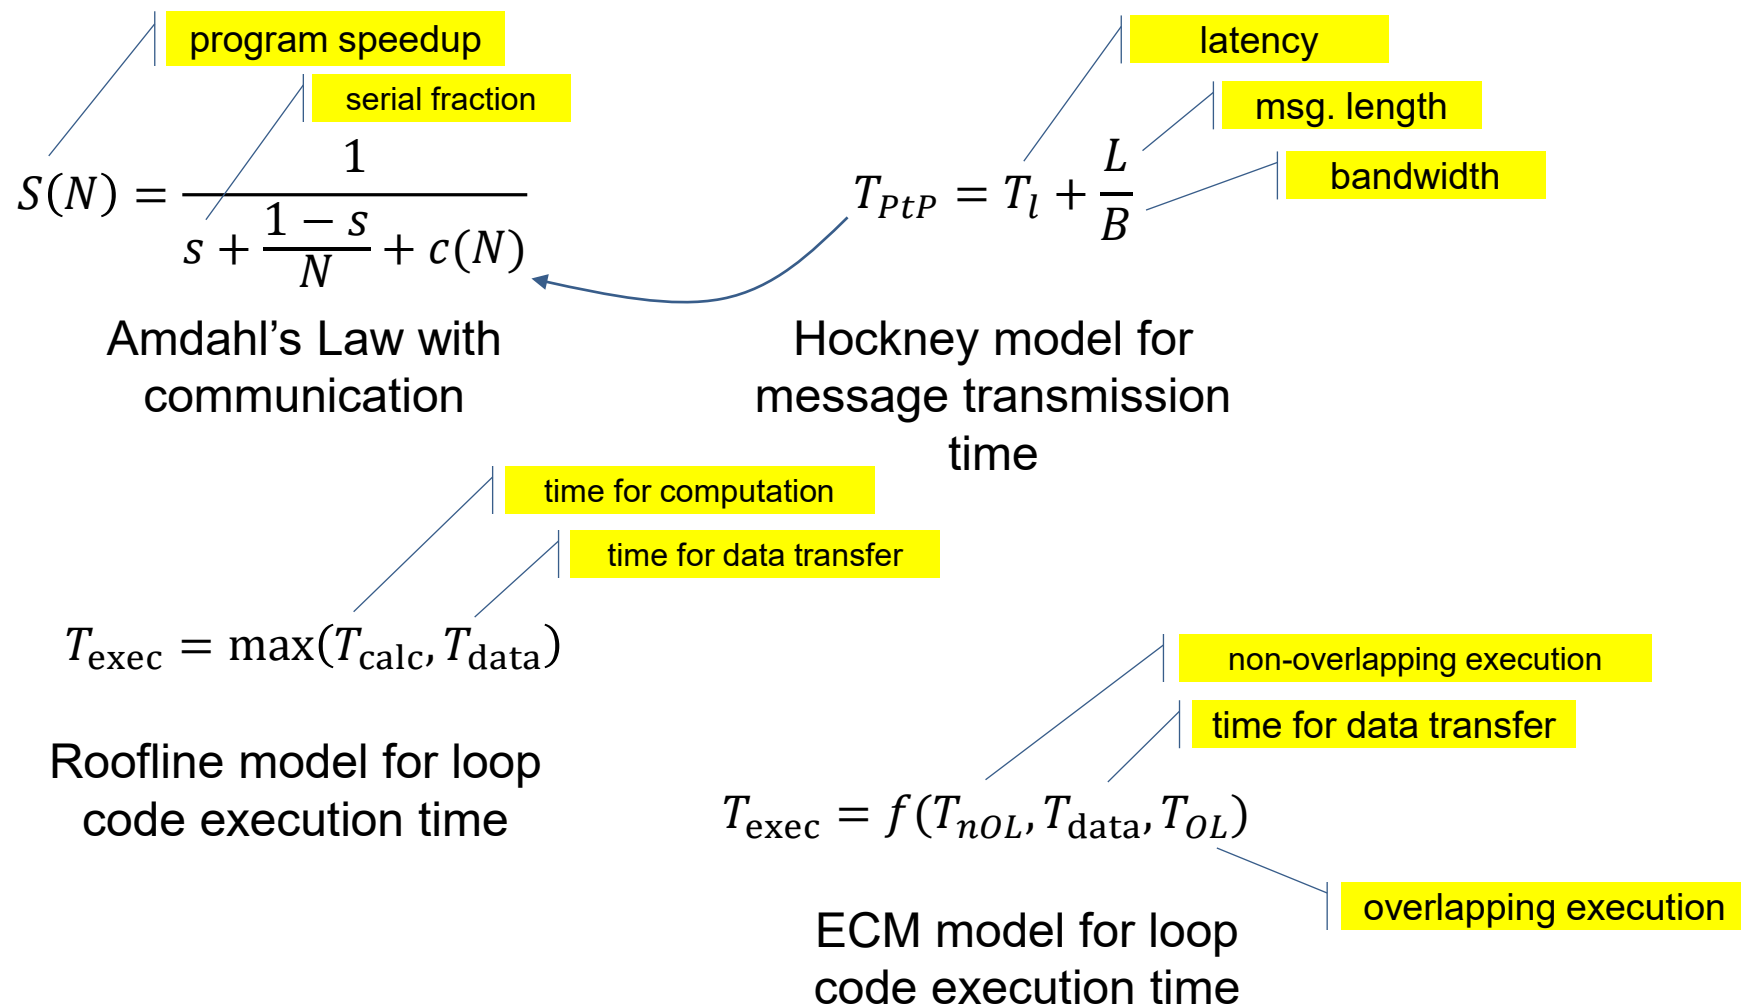 program speedup
serial fraction
S(N) = 1 / (s + (1 − s)/N + c(N))
Amdahl’s Law with
communication
latency
msg. length
bandwidth
T_PtP = T_l + L/B
Hockney model for
message transmission
time
time for computation
time for data transfer
T_exec = max(T_calc, T_data)
Roofline model for loop
code execution time
non-overlapping execution
time for data transfer
T_exec = f(T_nOL, T_data, T_OL)
overlapping execution
ECM model for loop
code execution time